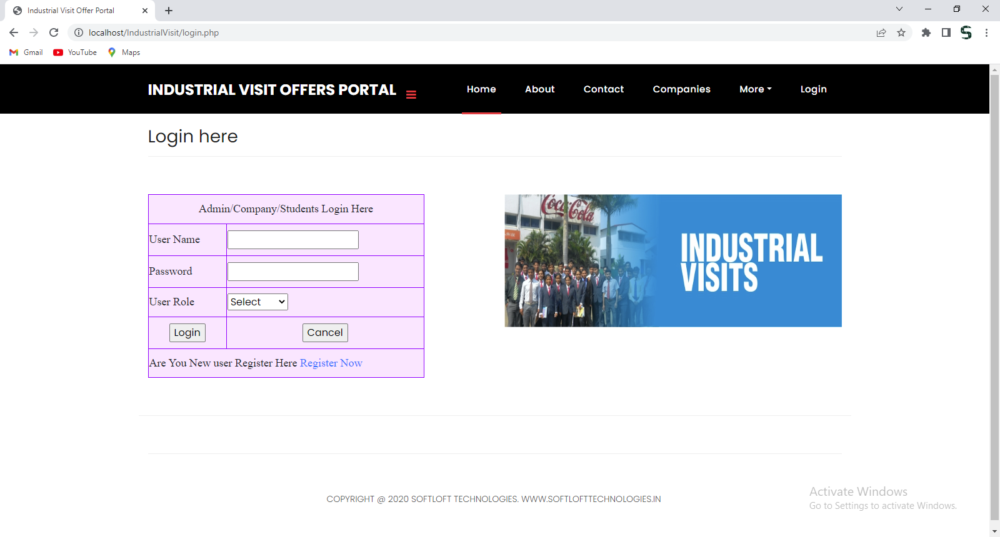 Industrial Visit Offer Portal
localhost/IndustrialVisit/login.php
Gmail YouTube Maps
INDUSTRIAL VISIT OFFERS PORTAL Home About Contact Companies More Login
Login here
Admin/Company/Students Login Here
User Name
Password
User Role Select
Login Cancel
Are You New user Register Here Register Now
Coca-Cola
INDUSTRIAL
VISITS
COPYRIGHT @ 2020 SOFTLOFT TECHNOLOGIES. WWW.SOFTLOFTTECHNOLOGIES.IN
Activate Windows
Go to Settings to activate Windows.